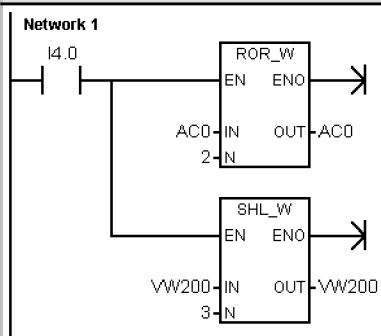 Network 1
I4.0
ROR_W
EN ENO
AC0 IN OUT AC0
2 N
SHL_W
EN ENO
VW200 IN OUT VW200
3 N